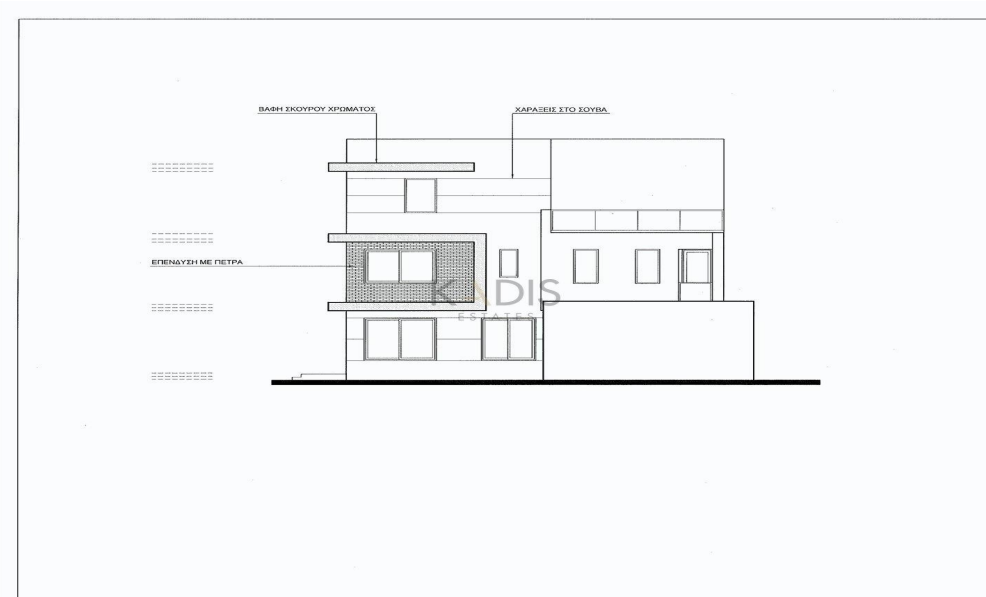 ΒΑΦΗ ΣΚΟΥΡΟΥ ΧΡΩΜΑΤΟΣ
ΧΑΡΑΞΕΙΣ ΣΤΟ ΣΟΥΒΑ
ΕΠΕΝΔΥΣΗ ΜΕ ΠΕΤΡΑ
KADIS
ESTATES